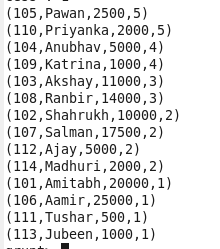 (105,Pawan,2500,5)
(110,Priyanka,2000,5)
(104,Anubhav,5000,4)
(109,Katrina,1000,4)
(103,Akshay,11000,3)
(108,Ranbir,14000,3)
(102,Shahrukh,10000,2)
(107,Salman,17500,2)
(112,Ajay,5000,2)
(114,Madhuri,2000,2)
(101,Amitabh,20000,1)
(106,Aamir,25000,1)
(111,Tushar,500,1)
(113,Jubeen,1000,1)